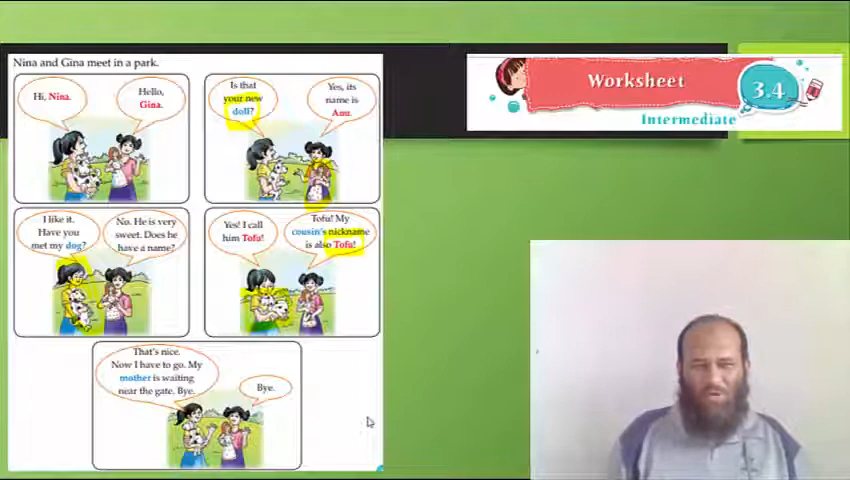 Nina and Gina meet in a park.
Hi, Nina.
Hello,
Gina.
Is that
your new
doll?
Yes, its
name is
Anu.
I like it.
Have you
met my dog?
No. He is very
sweet. Does he
have a name?
Yes! I call
him Tofu!
Tofu! My
cousin's nickname
is also Tofu!
That's nice.
Now I have to go. My
mother is waiting
near the gate. Bye.
Bye.
Worksheet
3.4
Intermediate